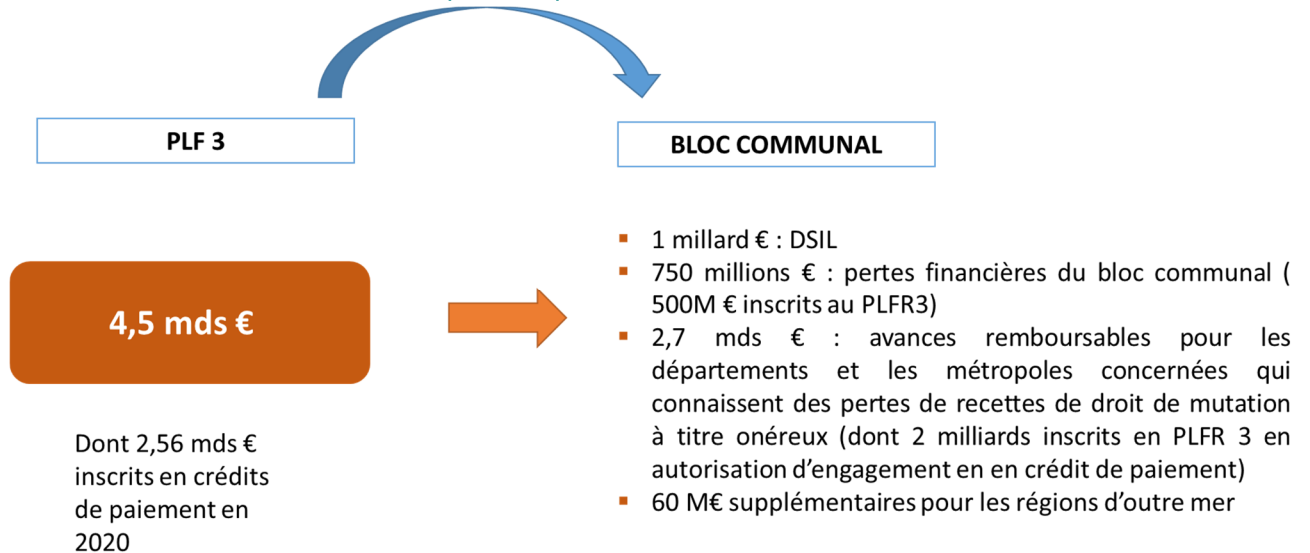 PLF 3
BLOC COMMUNAL
4,5 mds €
Dont 2,56 mds €
inscrits en crédits
de paiement en
2020
▪ 1 millard € : DSIL
▪ 750 millions € : pertes financières du bloc communal (
500M € inscrits au PLFR3)
▪ 2,7 mds € : avances remboursables pour les
départements et les métropoles concernées qui
connaissent des pertes de recettes de droit de mutation
à titre onéreux (dont 2 milliards inscrits en PLFR 3 en
autorisation d’engagement en en crédit de paiement)
▪ 60 M€ supplémentaires pour les régions d’outre mer